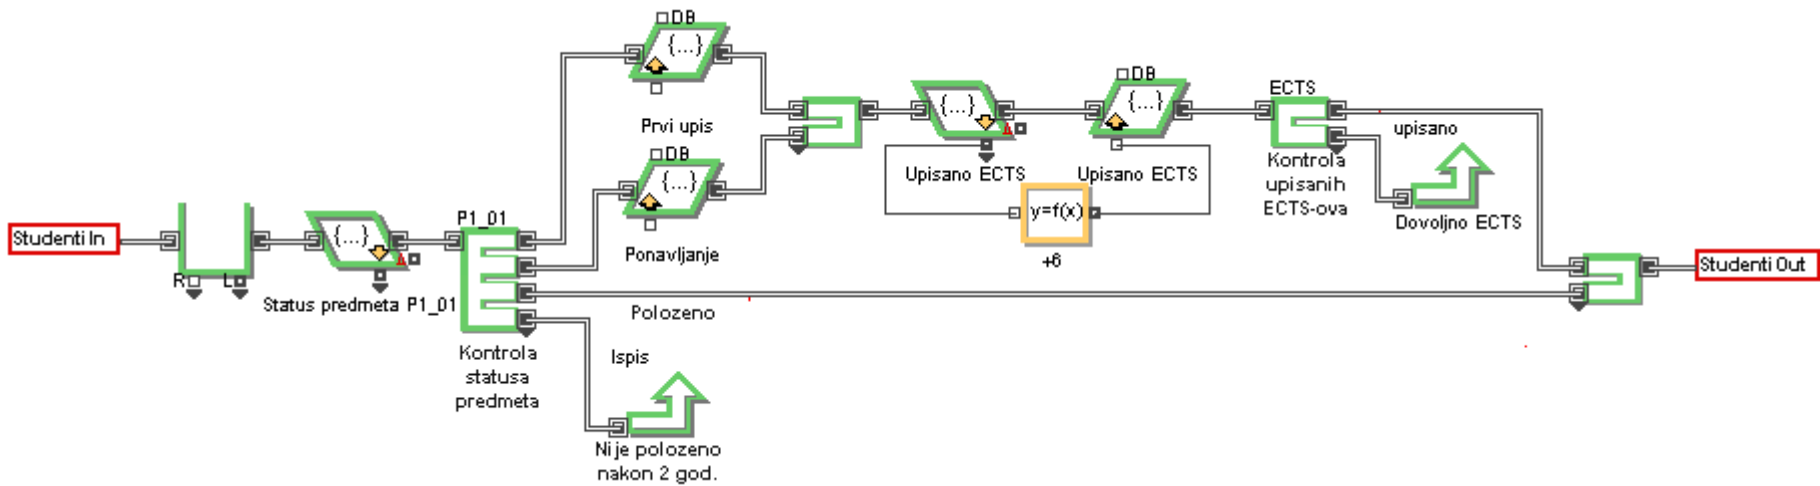 DB
{...}
Prvi upis
DB
{...}
Ponavljanje
{...}
Upisano ECTS
DB
{...}
Upisano ECTS
y=f(x)
+6
ECTS
Kontrola
upisanih
ECTS-ova
upisano
Dovoljno ECTS
Studenti In
R
L
{...}
Status predmeta P1_01
P1_01
Kontrola
statusa
predmeta
Polozeno
Ispis
Nije polozeno
nakon 2 god.
Studenti Out